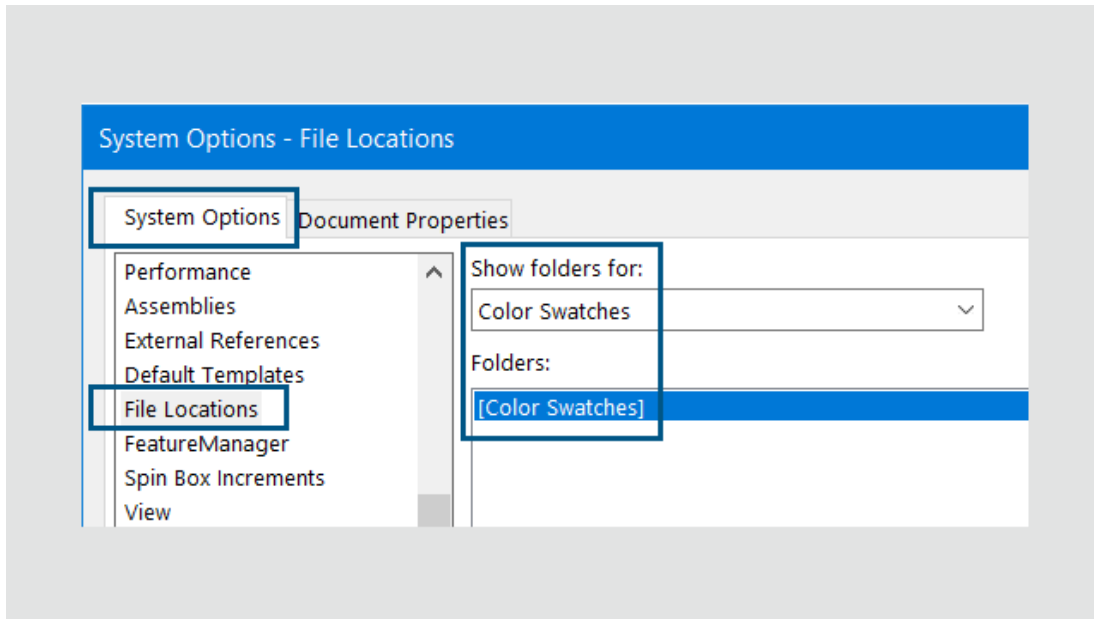 System Options - File Locations
System Options
Document Properties
Performance
Assemblies
External References
Default Templates
File Locations
FeatureManager
Spin Box Increments
View
Show folders for:
Color Swatches
Folders:
[Color Swatches]